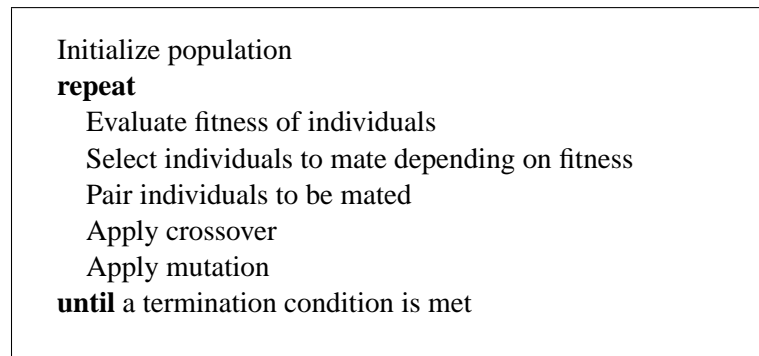 Initialize population
repeat
Evaluate fitness of individuals
Select individuals to mate depending on fitness
Pair individuals to be mated
Apply crossover
Apply mutation
until a termination condition is met